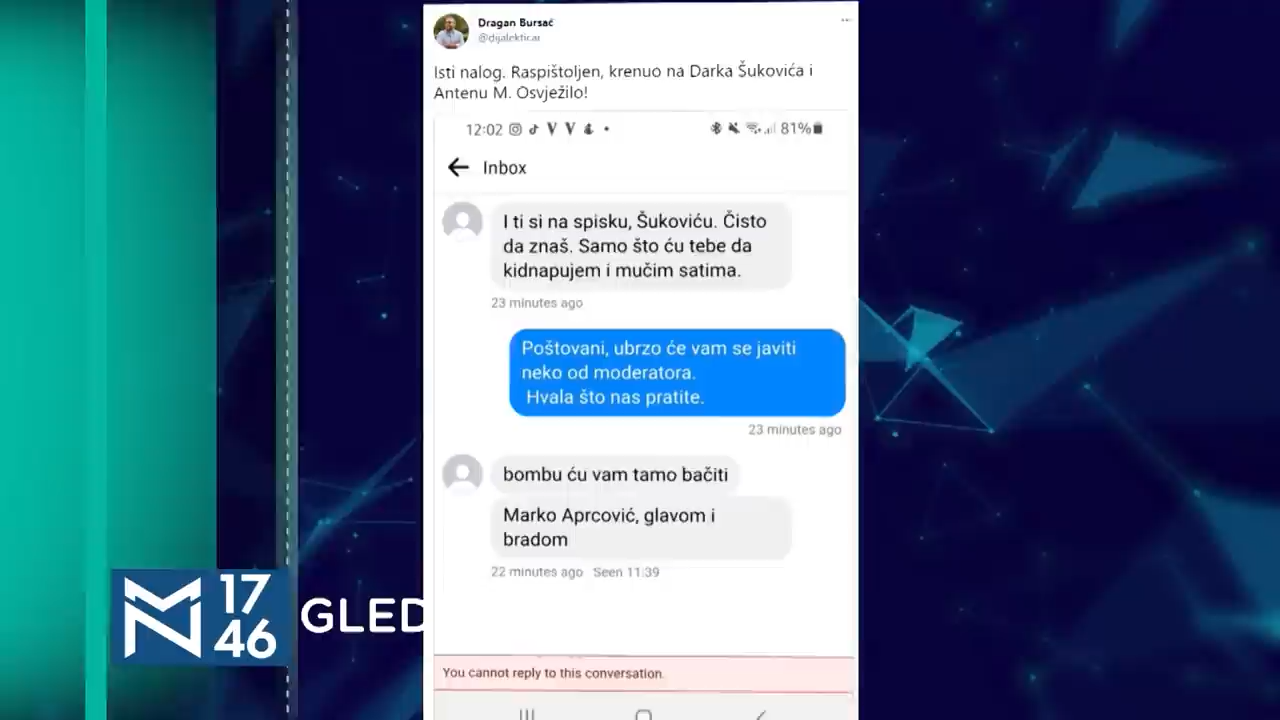 Dragan Bursać
@dijalekticar
Isti nalog. Raspištoljen, krenuo na Darka Šukovića i
Antenu M. Osvježilo!
12:02
81%
Inbox
I ti si na spisku, Šukoviću. Čisto
da znaš. Samo što ću tebe da
kidnapujem i mučim satima.
23 minutes ago
Poštovani, ubrzo će vam se javiti
neko od moderatora.
Hvala što nas pratite.
23 minutes ago
bombu ću vam tamo bačiti
Marko Aprcović, glavom i
bradom
22 minutes ago Seen 11:39
You cannot reply to this conversation.
M
17
46
GLED